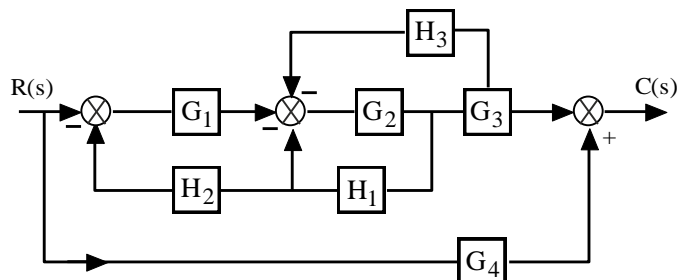 H₃
R(s)
C(s)
−
G₁
G₂
G₃
−
−
+
H₂
H₁
G₄